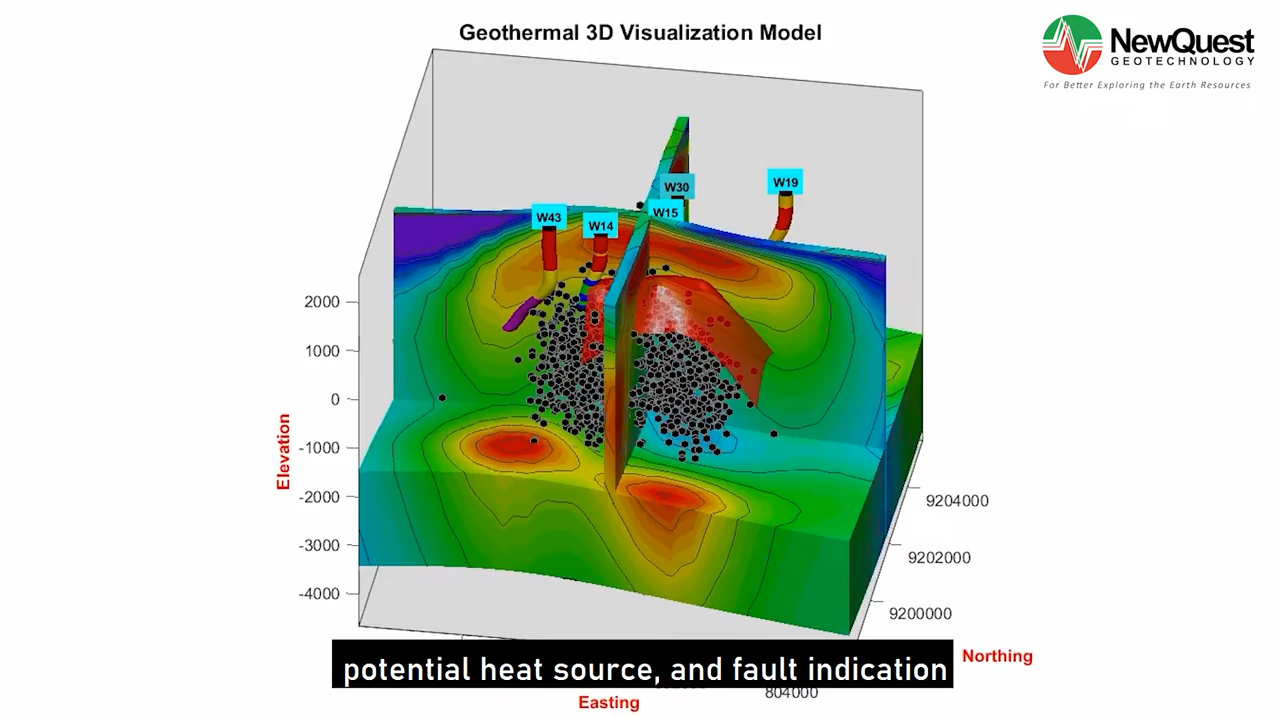 Geothermal 3D Visualization Model
NewQuest
GEOTECHNOLOGY
For Better Exploring the Earth Resources
W30
W19
W43
W14
W15
2000
1000
0
-1000
-2000
-3000
-4000
Elevation
9204000
9202000
9200000
Northing
potential heat source, and fault indication
804000
Easting